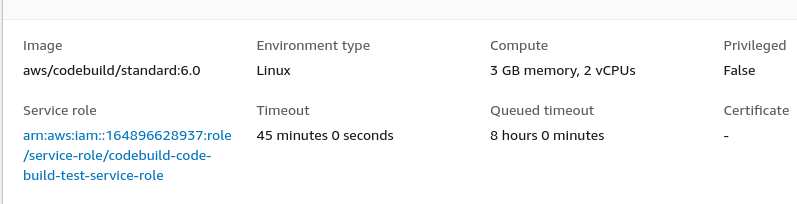 Image
Environment type
Compute
Privileged
aws/codebuild/standard:6.0
Linux
3 GB memory, 2 vCPUs
False
Service role
Timeout
Queued timeout
Certificate
arn:aws:iam::164896628937:role
/service-role/codebuild-code-
build-test-service-role
45 minutes 0 seconds
8 hours 0 minutes
-